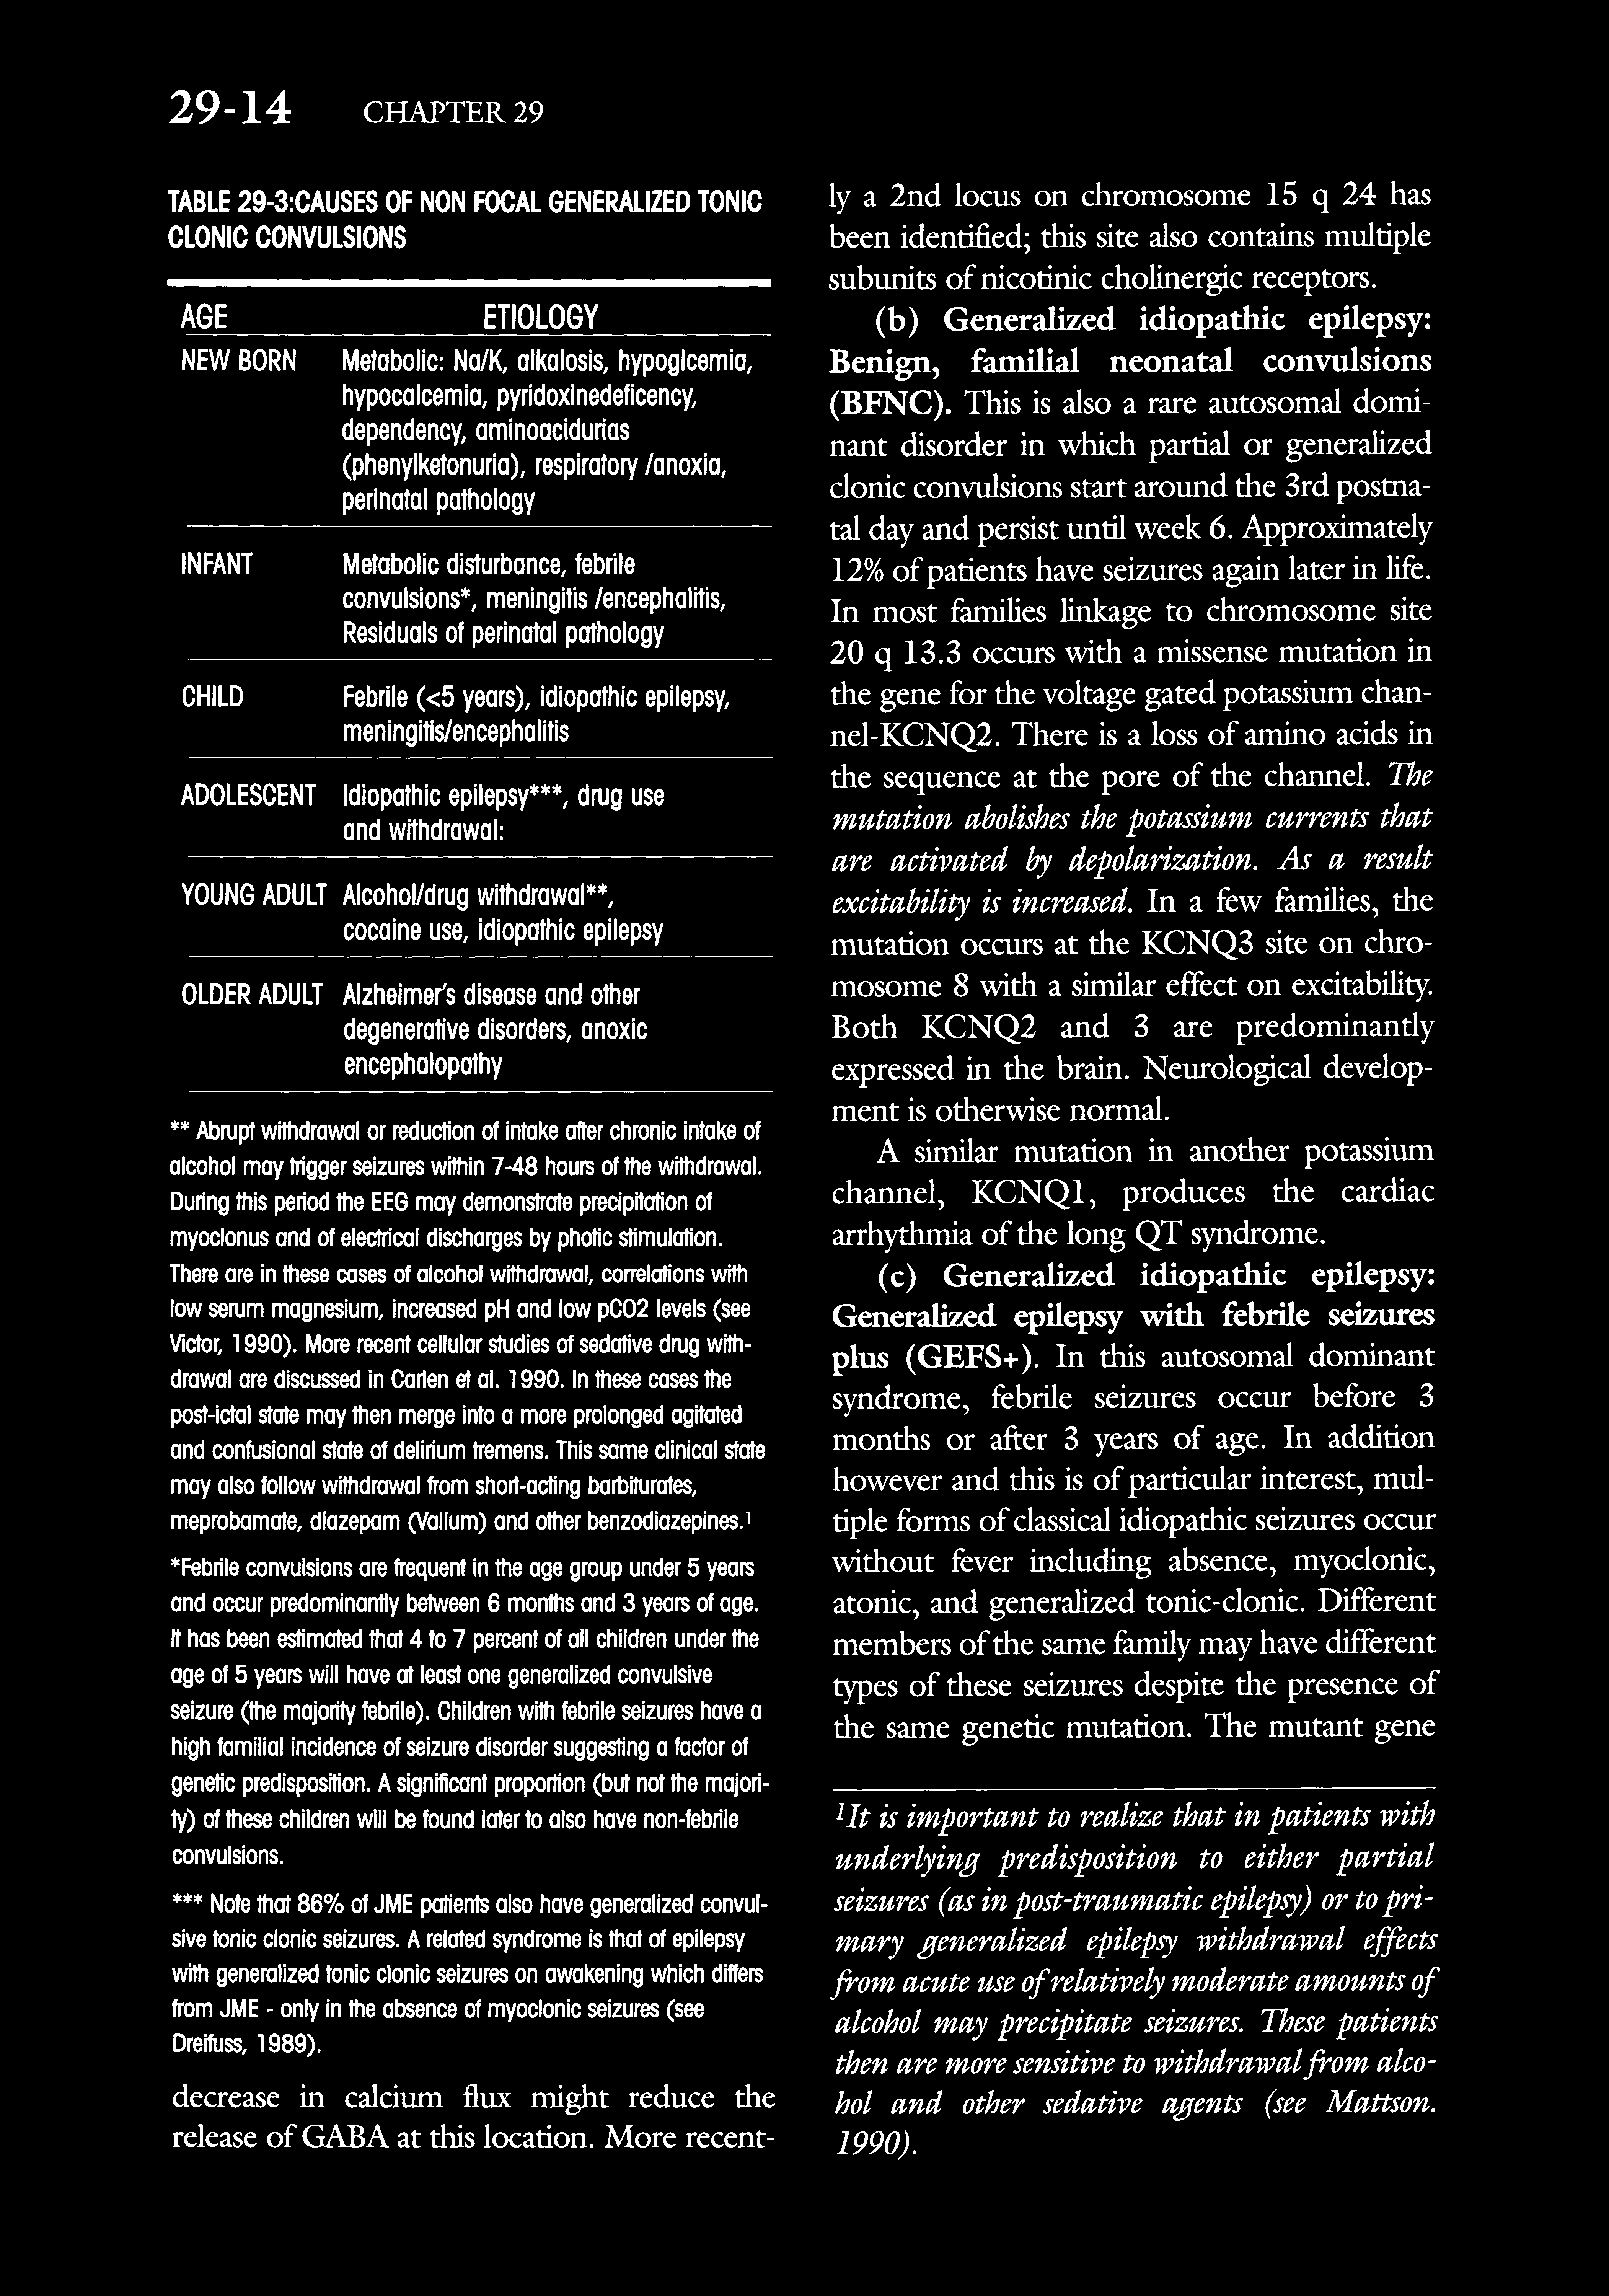 29-14 CHAPTER 29
TABLE 29-3:CAUSES OF NON FOCAL GENERALIZED TONIC
CLONIC CONVULSIONS
AGE ETIOLOGY
NEW BORN Metabolic: Na/K, alkalosis, hypoglcemia,
hypocalcemia, pyridoxinedeficency,
dependency, aminoacidurias
(phenylketonuria), respiratory /anoxia,
perinatal pathology
INFANT Metabolic disturbance, febrile
convulsions*, meningitis /encephalitis,
Residuals of perinatal pathology
CHILD Febrile (<5 years), idiopathic epilepsy,
meningitis/encephalitis
ADOLESCENT Idiopathic epilepsy***, drug use
and withdrawal:
YOUNG ADULT Alcohol/drug withdrawal**,
cocaine use, idiopathic epilepsy
OLDER ADULT Alzheimer's disease and other
degenerative disorders, anoxic
encephalopathy
** Abrupt withdrawal or reduction of intake after chronic intake of
alcohol may trigger seizures within 7-48 hours of the withdrawal.
During this period the EEG may demonstrate precipitation of
myoclonus and of electrical discharges by photic stimulation.
There are in these cases of alcohol withdrawal, correlations with
low serum magnesium, increased pH and low pCO2 levels (see
Victor, 1990). More recent cellular studies of sedative drug with-
drawal are discussed in Carlen et al. 1990. In these cases the
post-ictal state may then merge into a more prolonged agitated
and confusional state of delirium tremens. This same clinical state
may also follow withdrawal from short-acting barbiturates,
meprobamate, diazepam (Valium) and other benzodiazepines.¹
*Febrile convulsions are frequent in the age group under 5 years
and occur predominantly between 6 months and 3 years of age.
It has been estimated that 4 to 7 percent of all children under the
age of 5 years will have at least one generalized convulsive
seizure (the majority febrile). Children with febrile seizures have a
high familial incidence of seizure disorder suggesting a factor of
genetic predisposition. A significant proportion (but not the majori-
ty) of these children will be found later to also have non-febrile
convulsions.
*** Note that 86% of JME patients also have generalized convul-
sive tonic clonic seizures. A related syndrome is that of epilepsy
with generalized tonic clonic seizures on awakening which differs
from JME - only in the absence of myoclonic seizures (see
Dreifuss, 1989).
decrease in calcium flux might reduce the
release of GABA at this location. More recent-
ly a 2nd locus on chromosome 15 q 24 has
been identified; this site also contains multiple
subunits of nicotinic cholinergic receptors.
(b) Generalized idiopathic epilepsy:
Benign, familial neonatal convulsions
(BFNC). This is also a rare autosomal domi-
nant disorder in which partial or generalized
clonic convulsions start around the 3rd postna-
tal day and persist until week 6. Approximately
12% of patients have seizures again later in life.
In most families linkage to chromosome site
20 q 13.3 occurs with a missense mutation in
the gene for the voltage gated potassium chan-
nel-KCNQ2. There is a loss of amino acids in
the sequence at the pore of the channel. The
mutation abolishes the potassium currents that
are activated by depolarization. As a result
excitability is increased. In a few families, the
mutation occurs at the KCNQ3 site on chro-
mosome 8 with a similar effect on excitability.
Both KCNQ2 and 3 are predominantly
expressed in the brain. Neurological develop-
ment is otherwise normal.
A similar mutation in another potassium
channel, KCNQ1, produces the cardiac
arrhythmia of the long QT syndrome.
(c) Generalized idiopathic epilepsy:
Generalized epilepsy with febrile seizures
plus (GEFS+). In this autosomal dominant
syndrome, febrile seizures occur before 3
months or after 3 years of age. In addition
however and this is of particular interest, mul-
tiple forms of classical idiopathic seizures occur
without fever including absence, myoclonic,
atonic, and generalized tonic-clonic. Different
members of the same family may have different
types of these seizures despite the presence of
the same genetic mutation. The mutant gene
¹It is important to realize that in patients with
underlying predisposition to either partial
seizures (as in post-traumatic epilepsy) or to pri-
mary generalized epilepsy withdrawal effects
from acute use of relatively moderate amounts of
alcohol may precipitate seizures. These patients
then are more sensitive to withdrawal from alco-
hol and other sedative agents (see Mattson.
1990).